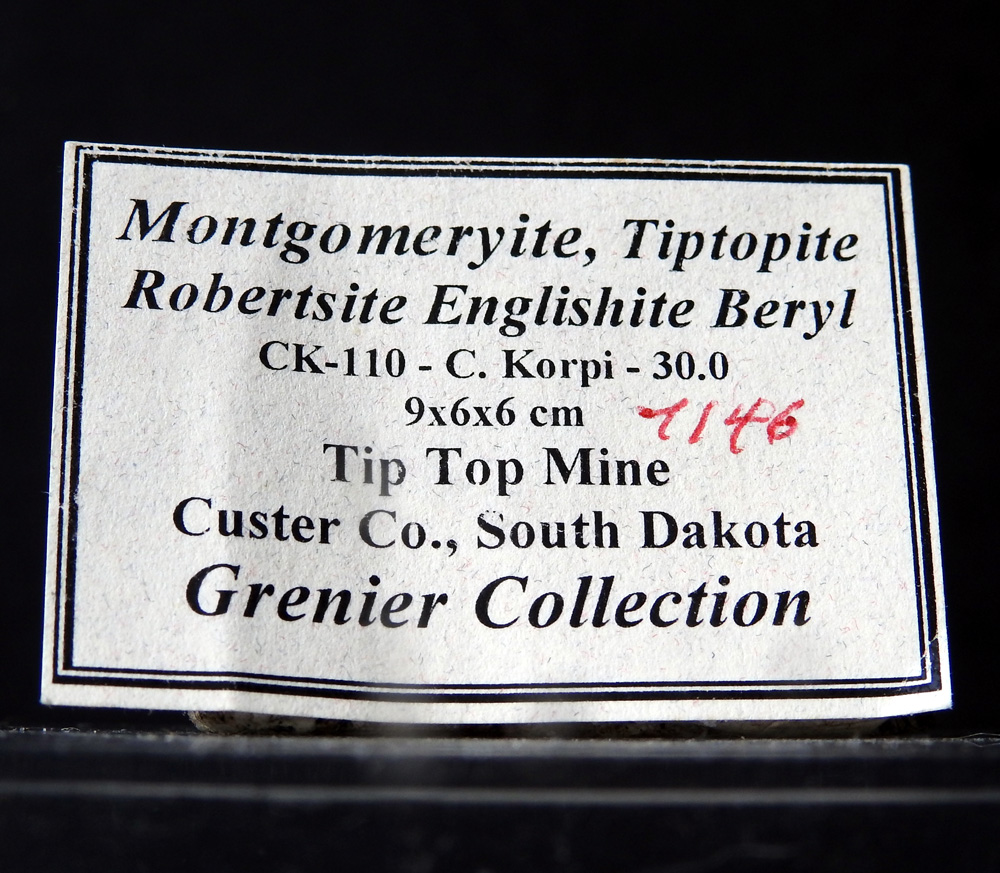 Montgomeryite, Tiptopite
Robertsite Englishite Beryl
CK-110 - C. Korpi - 30.0
9x6x6 cm
1146
Tip Top Mine
Custer Co., South Dakota
Grenier Collection